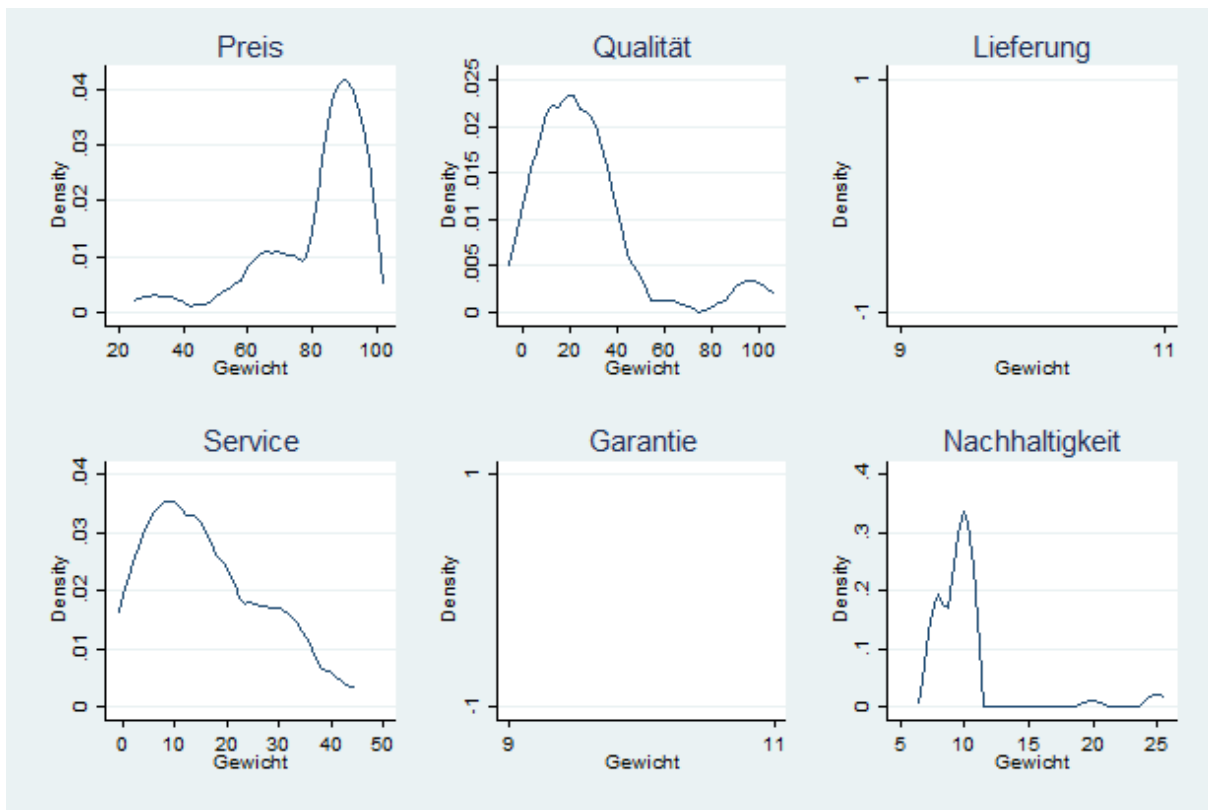 Preis
Density
0 .01 .02 .03 .04
20 40 60 80 100
Gewicht
Qualität
Density
0 .005 .01 .015 .02 .025
0 20 40 60 80 100
Gewicht
Lieferung
Density
-1 1
9 11
Gewicht
Service
Density
0 .01 .02 .03 .04
0 10 20 30 40 50
Gewicht
Garantie
Density
-1 1
9 11
Gewicht
Nachhaltigkeit
Density
0 .1 .2 .3 .4
5 10 15 20 25
Gewicht